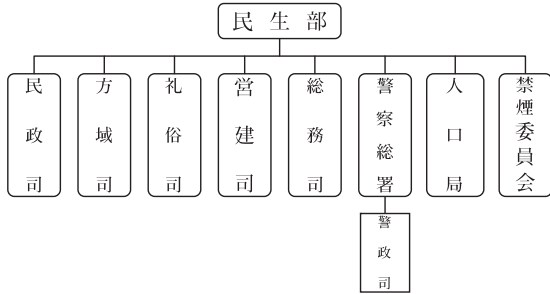 民生部
民政司
方域司
礼俗司
営建司
総務司
警察総署
人口局
禁煙委員会
警政司